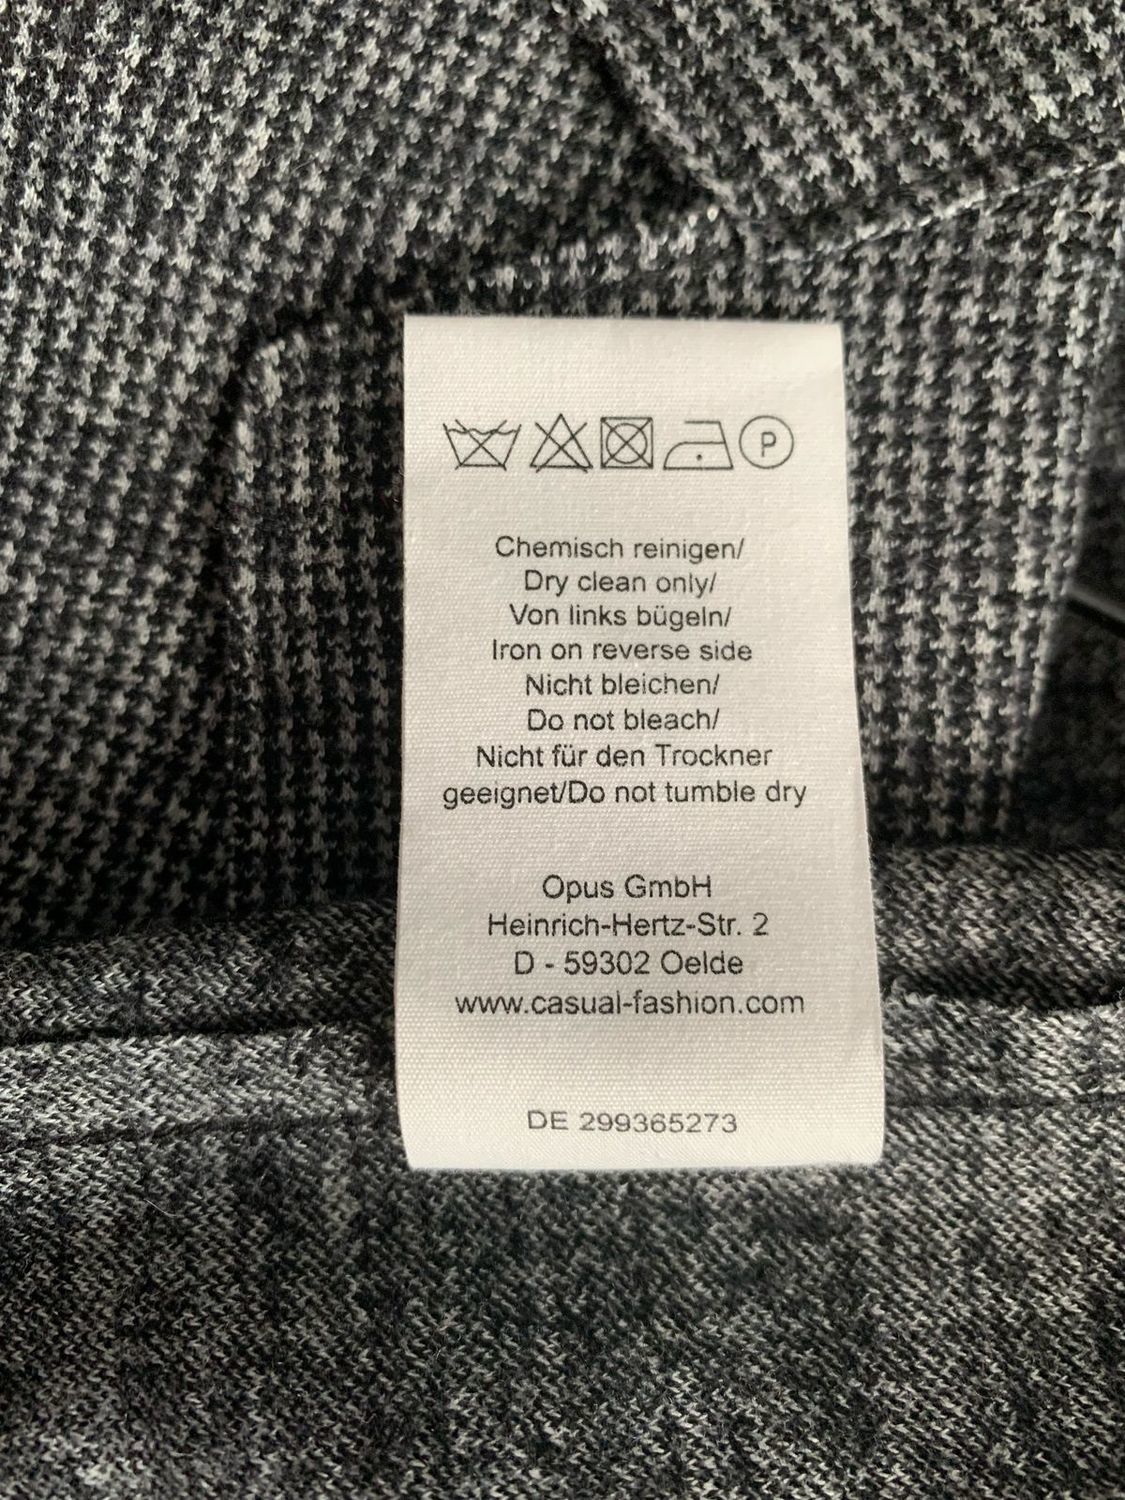 P
Chemisch reinigen/
Dry clean only/
Von links bügeln/
Iron on reverse side
Nicht bleichen/
Do not bleach/
Nicht für den Trockner
geeignet/Do not tumble dry
Opus GmbH
Heinrich-Hertz-Str. 2
D - 59302 Oelde
www.casual-fashion.com
DE 299365273